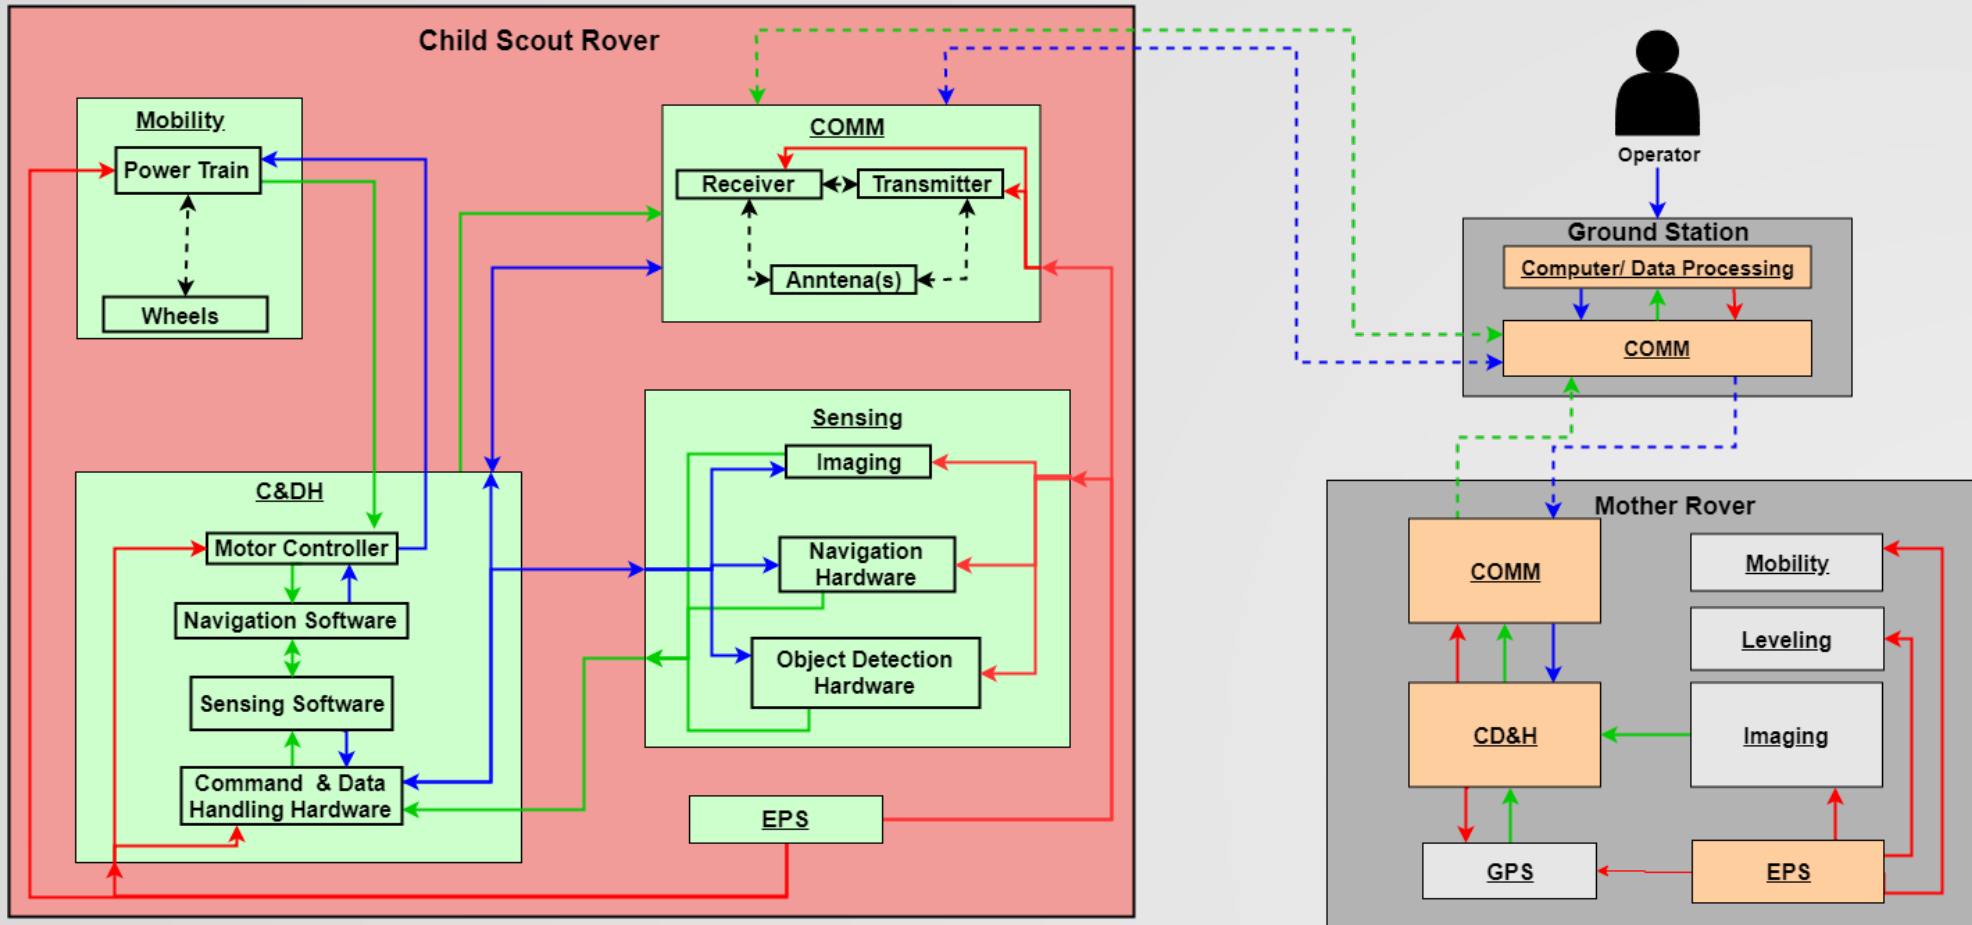 Child Scout Rover
Mobility
Power Train
Wheels
COMM
Receiver
Transmitter
Anntena(s)
C&DH
Motor Controller
Navigation Software
Sensing Software
Command & Data
Handling Hardware
Sensing
Imaging
Navigation
Hardware
Object Detection
Hardware
EPS
Operator
Ground Station
Computer/ Data Processing
COMM
Mother Rover
COMM
Mobility
Leveling
CD&H
Imaging
GPS
EPS